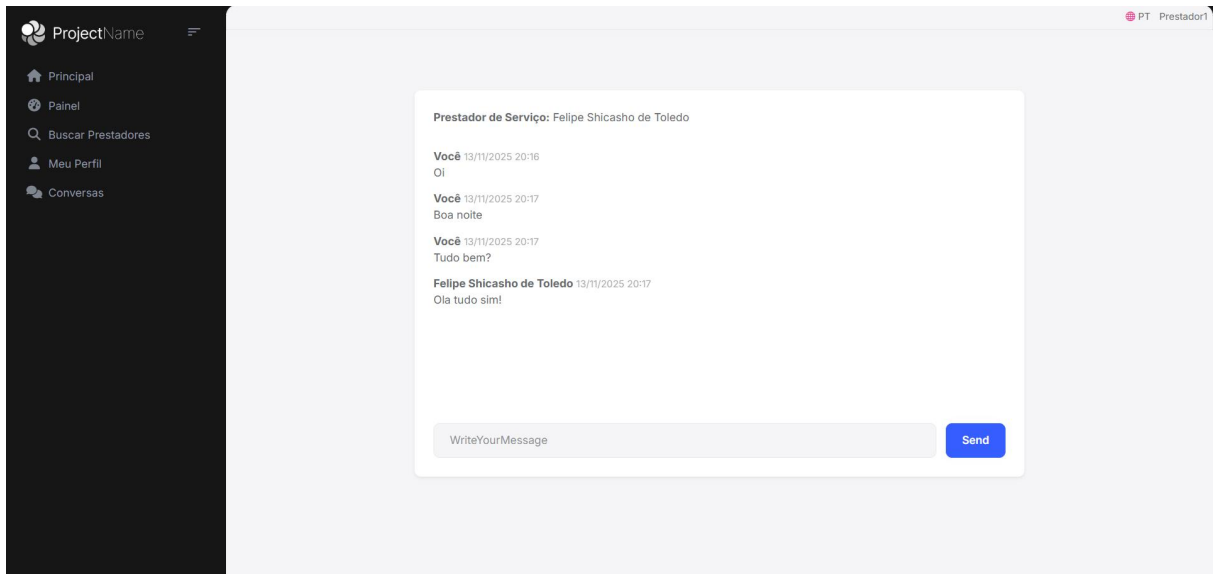 ProjectName
PT Prestador1
Principal
Painel
Buscar Prestadores
Meu Perfil
Conversas
Prestador de Serviço: Felipe Shicasho de Toledo
Você 13/11/2025 20:16
Oi
Você 13/11/2025 20:17
Boa noite
Você 13/11/2025 20:17
Tudo bem?
Felipe Shicasho de Toledo 13/11/2025 20:17
Ola tudo sim!
WriteYourMessage
Send